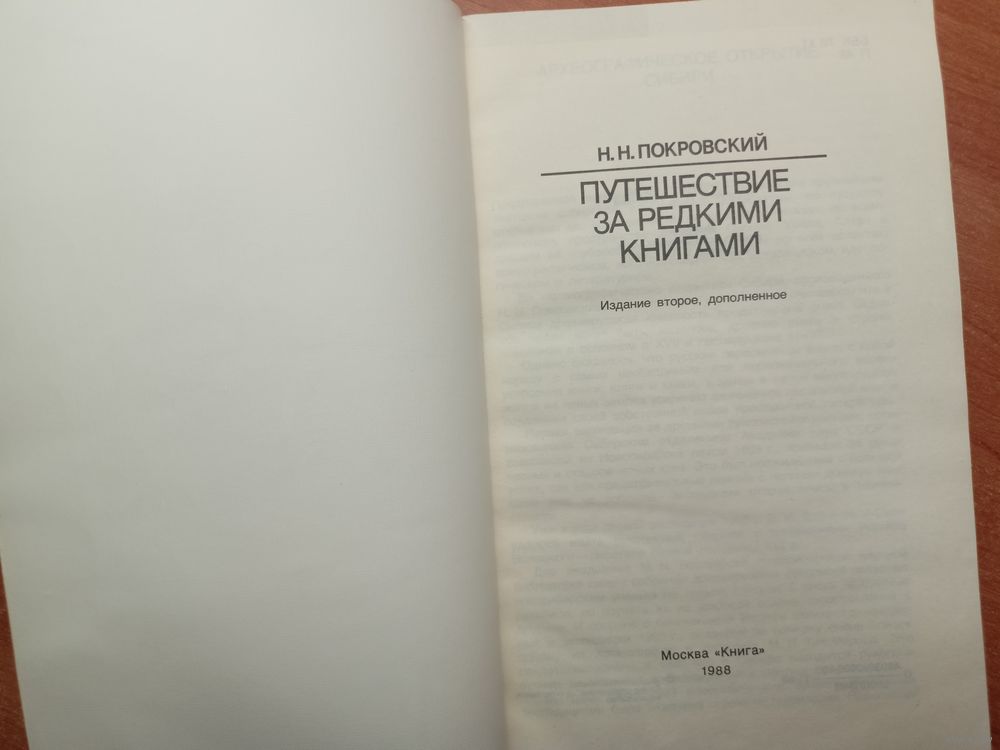 Н. Н. ПОКРОВСКИЙ
ПУТЕШЕСТВИЕ
ЗА РЕДКИМИ
КНИГАМИ
Издание второе, дополненное
Москва «Книга»
1988